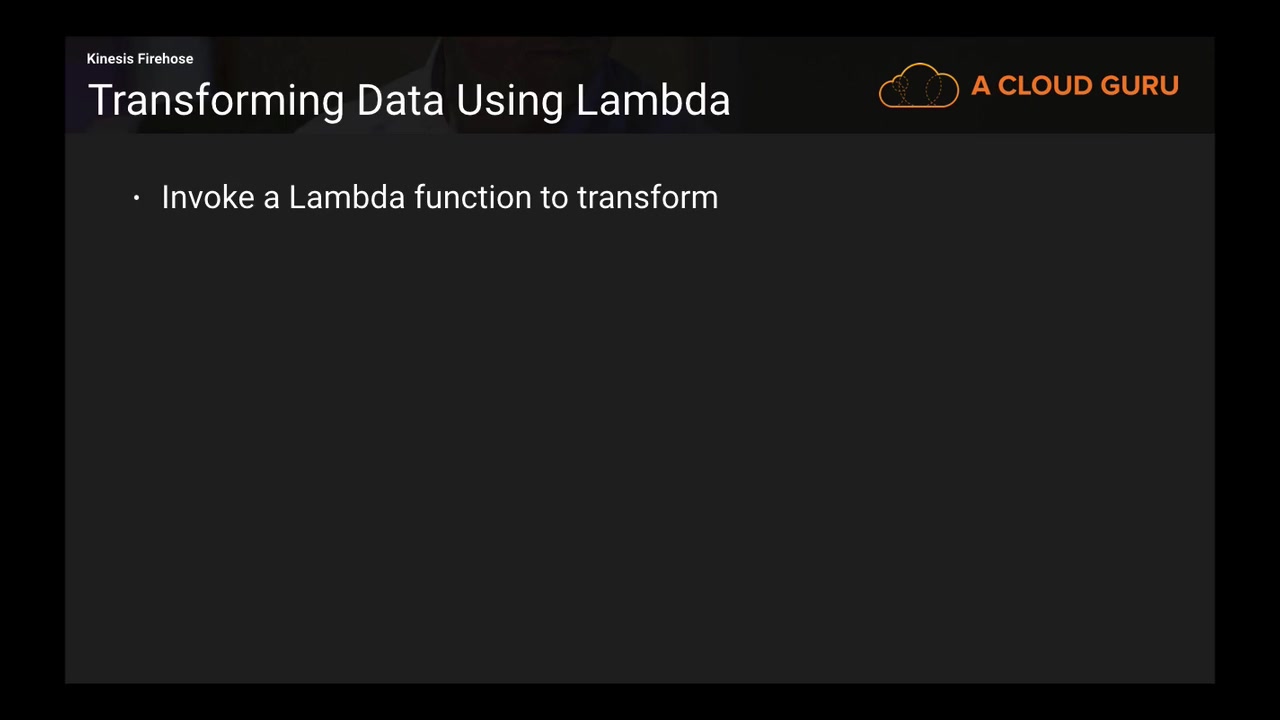 Kinesis Firehose
Transforming Data Using Lambda
A CLOUD GURU
• Invoke a Lambda function to transform